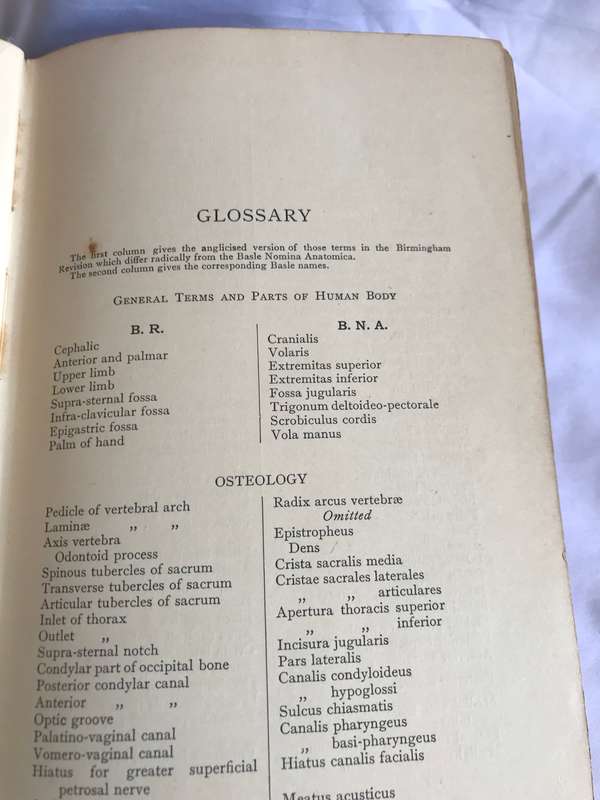 GLOSSARY
The first column gives the anglicised version of those terms in the Birmingham
Revision which differ radically from the Basle Nomina Anatomica.
The second column gives the corresponding Basle names.
General Terms and Parts of Human Body
B. R.
Cephalic
Anterior and palmar
Upper limb
Lower limb
Supra-sternal fossa
Infra-clavicular fossa
Epigastric fossa
Palm of hand
B. N. A.
Cranialis
Volaris
Extremitas superior
Extremitas inferior
Fossa jugularis
Trigonum deltoideo-pectorale
Scrobiculus cordis
Vola manus
OSTEOLOGY
Pedicle of vertebral arch
Laminæ „ „
Axis vertebra
Odontoid process
Spinous tubercles of sacrum
Transverse tubercles of sacrum
Articular tubercles of sacrum
Inlet of thorax
Outlet „
Supra-sternal notch
Condylar part of occipital bone
Posterior condylar canal
Anterior „ „
Optic groove
Palatino-vaginal canal
Vomero-vaginal canal
Hiatus for greater superficial
petrosal nerve
Radix arcus vertebræ
Omitted
Epistropheus
Dens
Crista sacralis media
Cristae sacrales laterales
„ „ articulares
Apertura thoracis superior
„ „ inferior
Incisura jugularis
Pars lateralis
Canalis condyloideus
„ hypoglossi
Sulcus chiasmatis
Canalis pharyngeus
„ basi-pharyngeus
Hiatus canalis facialis
Meatus acusticus